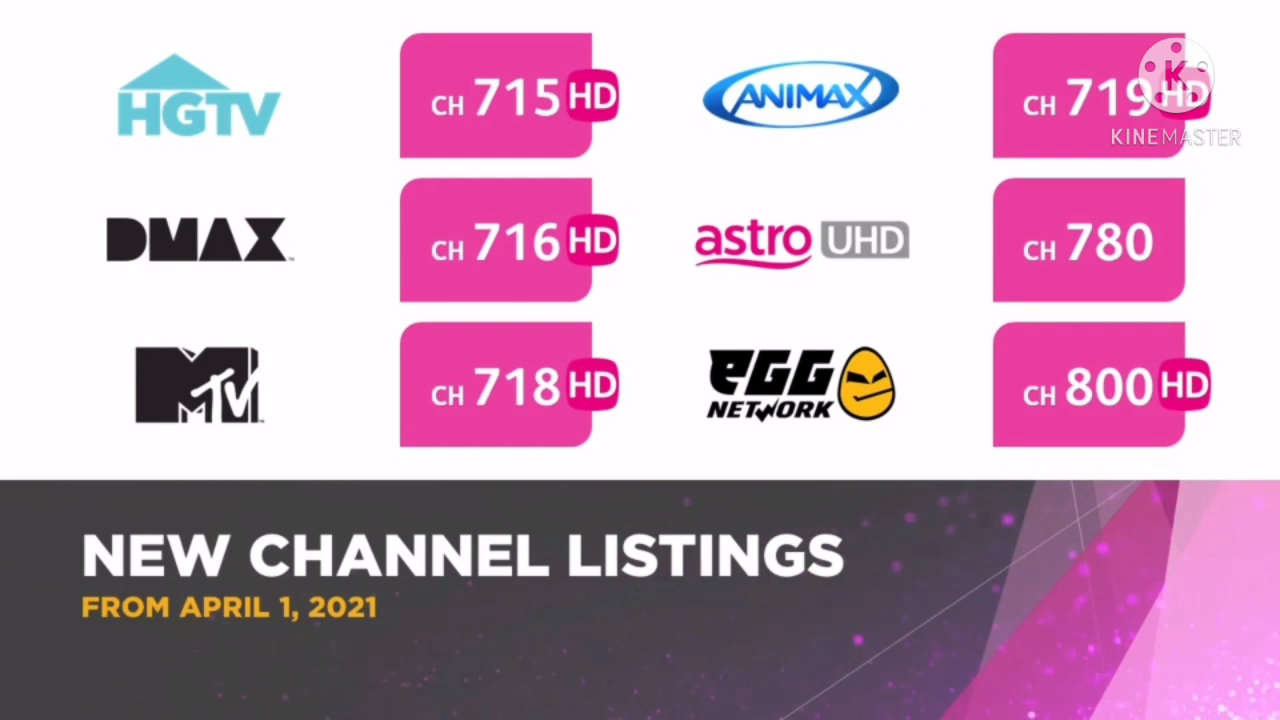 HGTV
CH 715 HD
ANIMAX
CH 719 HD
KINEMASTER
DMAX
CH 716 HD
astro UHD
CH 780
MTV
CH 718 HD
eGG
NETWORK
CH 800 HD
NEW CHANNEL LISTINGS
FROM APRIL 1, 2021